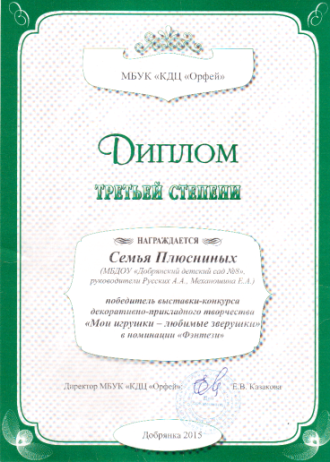 МБУК «КДЦ «Орфей»
ДИПЛОМ
ТРЕТЬЕЙ СТЕПЕНИ
НАГРАЖДАЕТСЯ
Семья Плюсниных
(МБДОУ «Добрянский детский сад №8»,
руководители Русских А.А., Механошина Е.А.)
победитель выставки-конкурса
декоративно-прикладного творчества
«Мои игрушки – любимые зверушки»
в номинации «Фэнтези»
Директор МБУК «КДЦ «Орфей»: Е.В.
Добрянка 2015